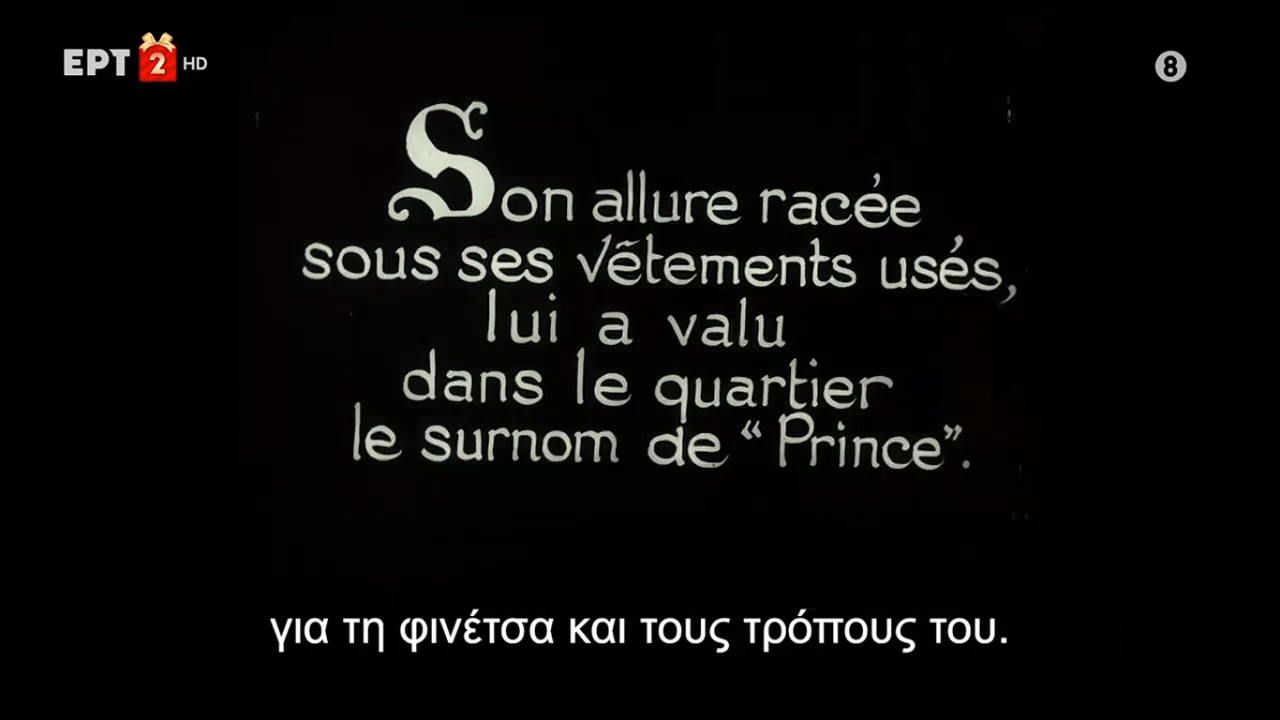 ΕΡΤ 2 HD
8
Son allure racée
sous ses vêtements usés,
lui a valu
dans le quartier
le surnom de “Prince”.
για τη φινέτσα και τους τρόπους του.